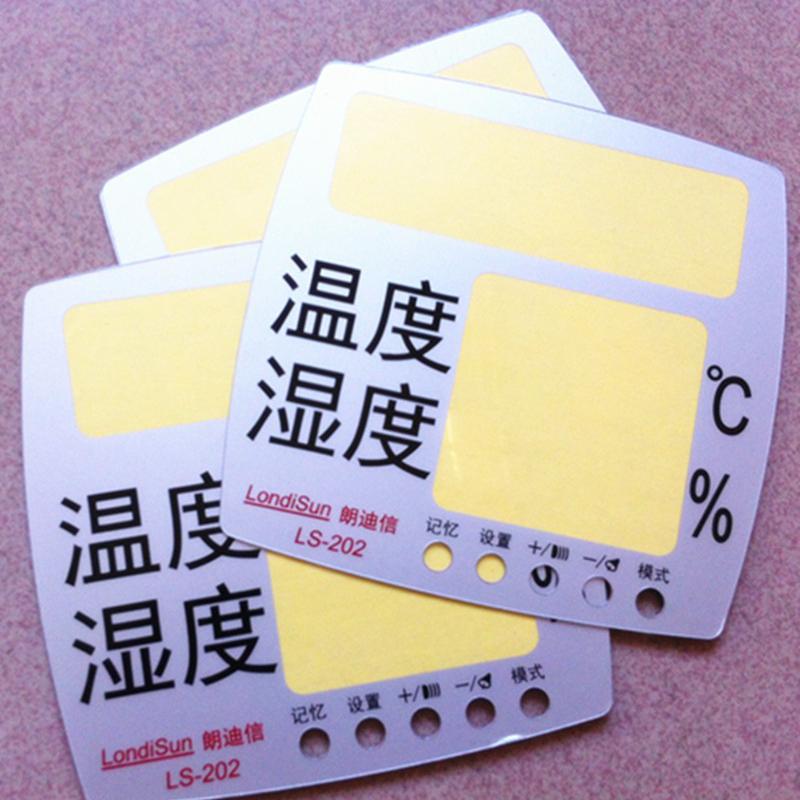 温度
湿度
℃
%
LondiSun 朗迪信
LS-202
记忆 设置 +/ −/ 模式
温度
湿度
LondiSun 朗迪信
LS-202
记忆 设置 +/ −/ 模式